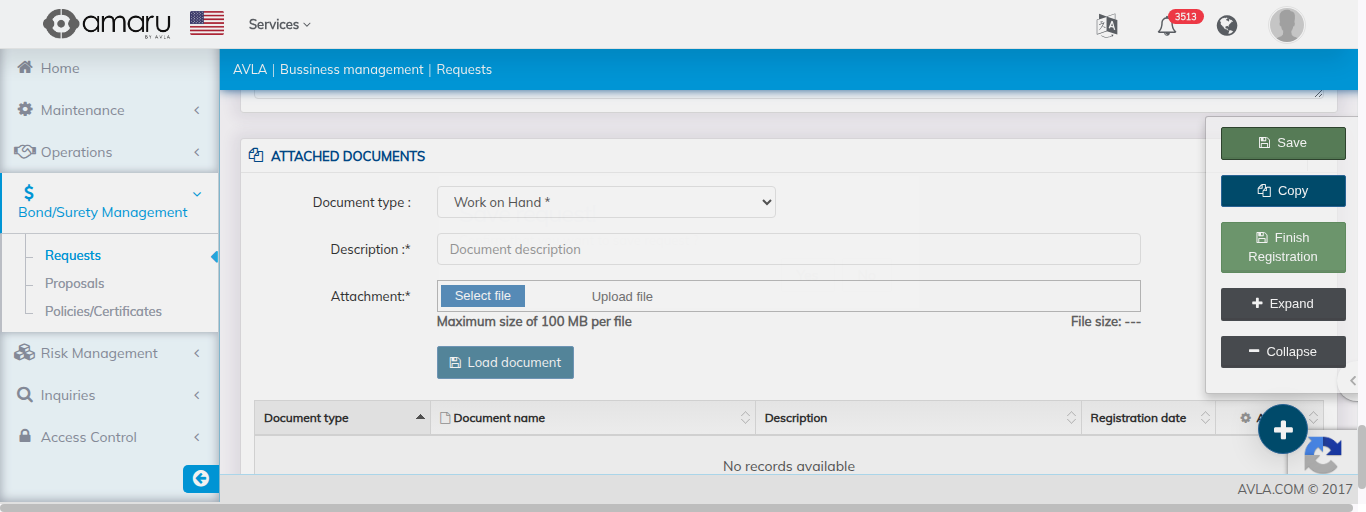 amaru
BY AVLA
Services
3513
Home
Maintenance
Operations
Bond/Surety Management
Requests
Proposals
Policies/Certificates
Risk Management
Inquiries
Access Control
AVLA | Bussiness management | Requests
ATTACHED DOCUMENTS
Document type :
Work on Hand *
Description :*
Document description
Attachment:*
Select file
Upload file
Maximum size of 100 MB per file
File size: ---
Load document
Document type
Document name
Description
Registration date
No records available
Save
Copy
Finish
Registration
Expand
Collapse
AVLA.COM © 2017